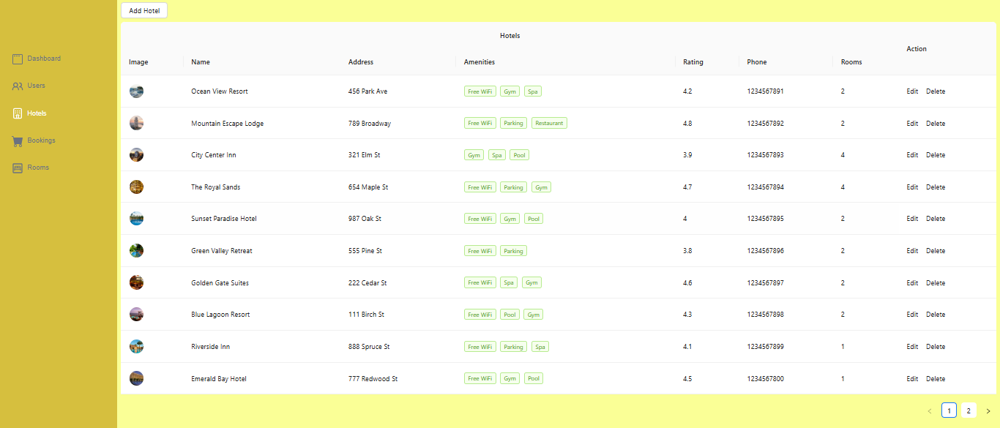 Add Hotel
Dashboard
Users
Hotels
Bookings
Rooms
Hotels
Action
Image Name Address Amenities Rating Phone Rooms
Ocean View Resort 456 Park Ave Free WiFi Gym Spa 4.2 1234567891 2 Edit Delete
Mountain Escape Lodge 789 Broadway Free WiFi Parking Restaurant 4.8 1234567892 2 Edit Delete
City Center Inn 321 Elm St Gym Spa Pool 3.9 1234567893 4 Edit Delete
The Royal Sands 654 Maple St Free WiFi Parking Gym 4.7 1234567894 4 Edit Delete
Sunset Paradise Hotel 987 Oak St Free WiFi Gym Pool 4 1234567895 2 Edit Delete
Green Valley Retreat 555 Pine St Free WiFi Parking 3.8 1234567896 2 Edit Delete
Golden Gate Suites 222 Cedar St Free WiFi Spa Gym 4.6 1234567897 2 Edit Delete
Blue Lagoon Resort 111 Birch St Free WiFi Pool Gym 4.3 1234567898 2 Edit Delete
Riverside Inn 888 Spruce St Free WiFi Parking Spa 4.1 1234567899 1 Edit Delete
Emerald Bay Hotel 777 Redwood St Free WiFi Gym Pool 4.5 1234567800 1 Edit Delete
< 1 2 >